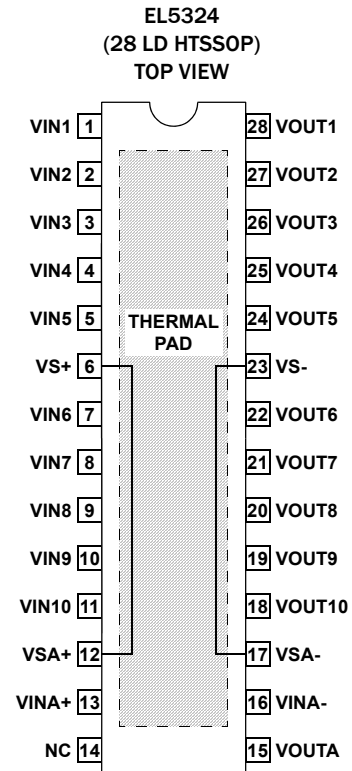 EL5324
(28 LD HTSSOP)
TOP VIEW
VIN1 1 28 VOUT1
VIN2 2 27 VOUT2
VIN3 3 26 VOUT3
VIN4 4 25 VOUT4
VIN5 5 24 VOUT5
THERMAL
PAD
VS+ 6 23 VS-
VIN6 7 22 VOUT6
VIN7 8 21 VOUT7
VIN8 9 20 VOUT8
VIN9 10 19 VOUT9
VIN10 11 18 VOUT10
VSA+ 12 17 VSA-
VINA+ 13 16 VINA-
NC 14 15 VOUTA